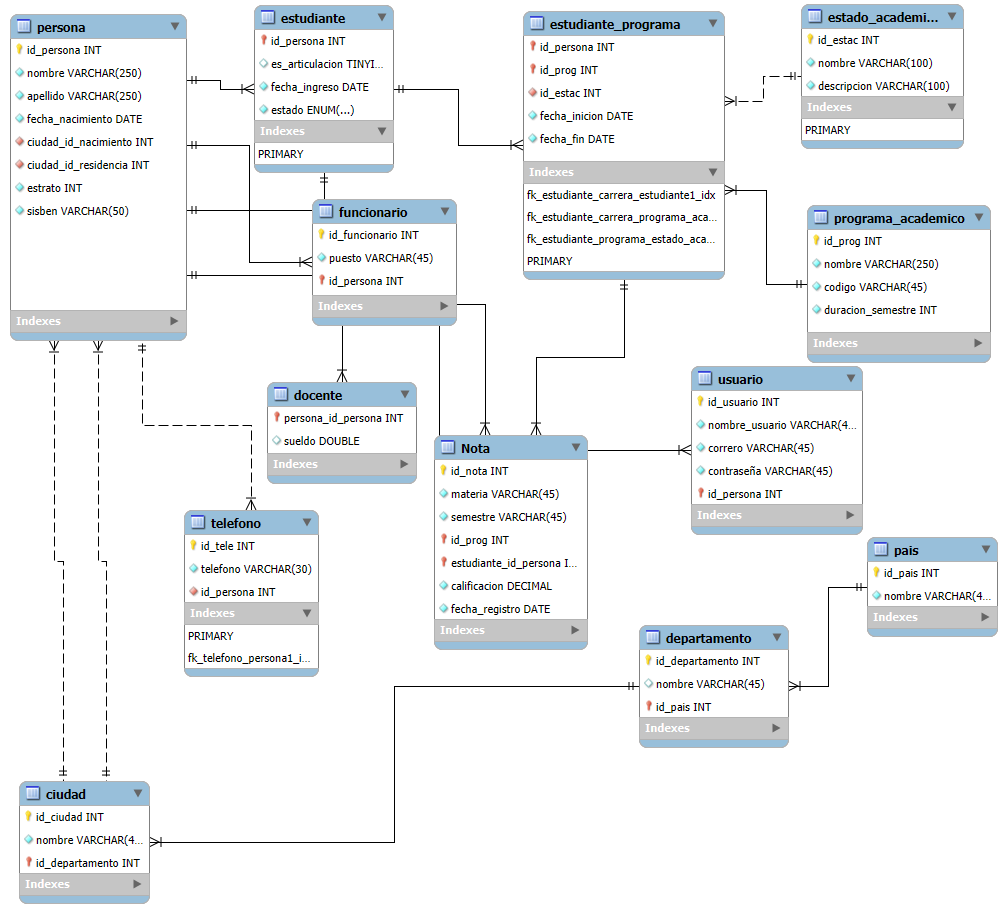 persona
id_persona INT
nombre VARCHAR(250)
apellido VARCHAR(250)
fecha_nacimiento DATE
ciudad_id_nacimiento INT
ciudad_id_residencia INT
estrato INT
sisben VARCHAR(50)
Indexes
estudiante
id_persona INT
es_articulacion TINYI...
fecha_ingreso DATE
estado ENUM(...)
Indexes
PRIMARY
estudiante_programa
id_persona INT
id_prog INT
id_estac INT
fecha_inicion DATE
fecha_fin DATE
Indexes
fk_estudiante_carrera_estudiante1_idx
fk_estudiante_carrera_programa_aca...
fk_estudiante_programa_estado_aca...
PRIMARY
estado_academi...
id_estac INT
nombre VARCHAR(100)
descripcion VARCHAR(100)
Indexes
PRIMARY
funcionario
id_funcionario INT
puesto VARCHAR(45)
id_persona INT
Indexes
programa_academico
id_prog INT
nombre VARCHAR(250)
codigo VARCHAR(45)
duracion_semestre INT
Indexes
docente
persona_id_persona INT
sueldo DOUBLE
Indexes
usuario
id_usuario INT
nombre_usuario VARCHAR(4...
correro VARCHAR(45)
contraseña VARCHAR(45)
id_persona INT
Indexes
Nota
id_nota INT
materia VARCHAR(45)
semestre VARCHAR(45)
id_prog INT
estudiante_id_persona I...
calificacion DECIMAL
fecha_registro DATE
Indexes
telefono
id_tele INT
telefono VARCHAR(30)
id_persona INT
Indexes
PRIMARY
fk_telefono_persona1_i...
pais
id_pais INT
nombre VARCHAR(4...
Indexes
departamento
id_departamento INT
nombre VARCHAR(45)
id_pais INT
Indexes
ciudad
id_ciudad INT
nombre VARCHAR(4...
id_departamento INT
Indexes